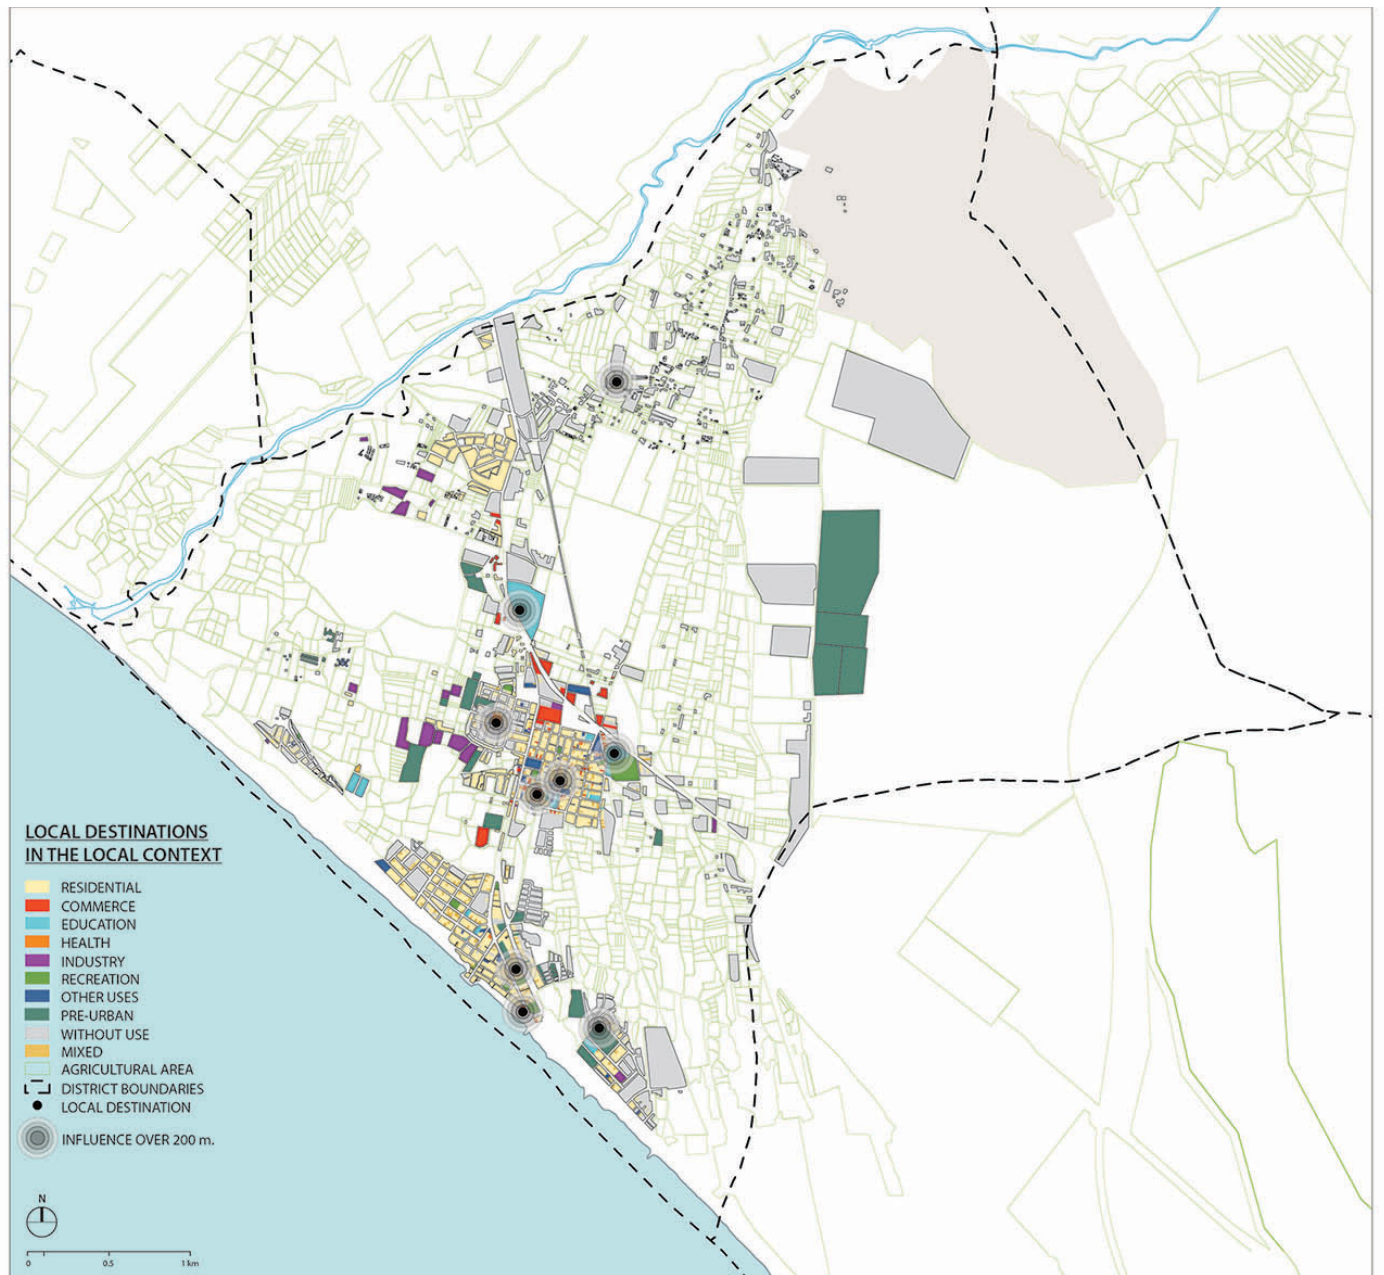 LOCAL DESTINATIONS
IN THE LOCAL CONTEXT
RESIDENTIAL
COMMERCE
EDUCATION
HEALTH
INDUSTRY
RECREATION
OTHER USES
PRE-URBAN
WITHOUT USE
MIXED
AGRICULTURAL AREA
DISTRICT BOUNDARIES
LOCAL DESTINATION
INFLUENCE OVER 200 m.
N
0 0.5 1 km